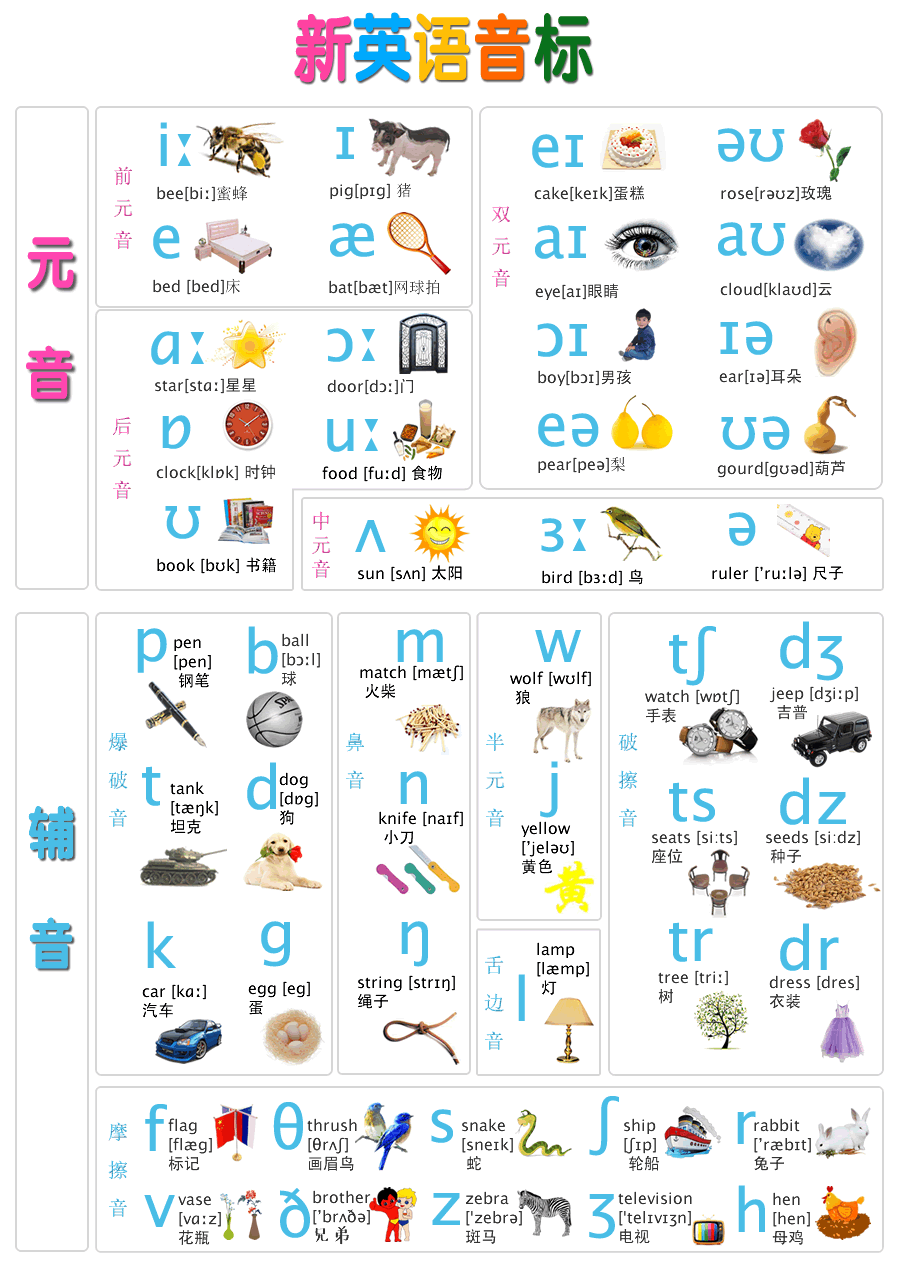 新英语音标
元音
前元音
iː
bee[biː]蜜蜂
ɪ
pig[pɪg] 猪
e
bed [bed]床
æ
bat[bæt]网球拍
后元音
ɑː
star[stɑː]星星
ɔː
door[dɔː]门
ɒ
clock[klɒk] 时钟
uː
food [fuːd] 食物
ʊ
book [bʊk] 书籍
双元音
eɪ
cake[keɪk]蛋糕
əʊ
rose[rəʊz]玫瑰
aɪ
eye[aɪ]眼睛
aʊ
cloud[klaʊd]云
ɔɪ
boy[bɔɪ]男孩
ɪə
ear[ɪə]耳朵
eə
pear[peə]梨
ʊə
gourd[gʊəd]葫芦
中元音
ʌ
sun [sʌn] 太阳
ɜː
bird [bɜːd] 鸟
ə
ruler ['ruːlə] 尺子
辅音
爆破音
p
pen
[pen]
钢笔
b
ball
[bɔːl]
球
t
tank
[tæŋk]
坦克
d
dog
[dɒg]
狗
k
car [kɑː]
汽车
g
egg [eg]
蛋
鼻音
m
match [mætʃ]
火柴
n
knife [naɪf]
小刀
ŋ
string [strɪŋ]
绳子
半元音
w
wolf [wʊlf]
狼
j
yellow
['jeləʊ]
黄色
黄
舌边音
l
lamp
[læmp]
灯
破擦音
tʃ
watch [wɒtʃ]
手表
dʒ
jeep [dʒiːp]
吉普
ts
seats [siːts]
座位
dz
seeds [siːdz]
种子
tr
tree [triː]
树
dr
dress [dres]
衣装
摩擦音
f
flag
[flæg]
标记
θ
thrush
[θrʌʃ]
画眉鸟
s
snake
[sneɪk]
蛇
ʃ
ship
[ʃɪp]
轮船
r
rabbit
['ræbɪt]
兔子
v
vase
[vɑːz]
花瓶
ð
brother
['brʌðə]
兄 弟
z
zebra
['zebrə]
斑马
ʒ
television
['telɪvɪʒn]
电视
h
hen
[hen]
母鸡